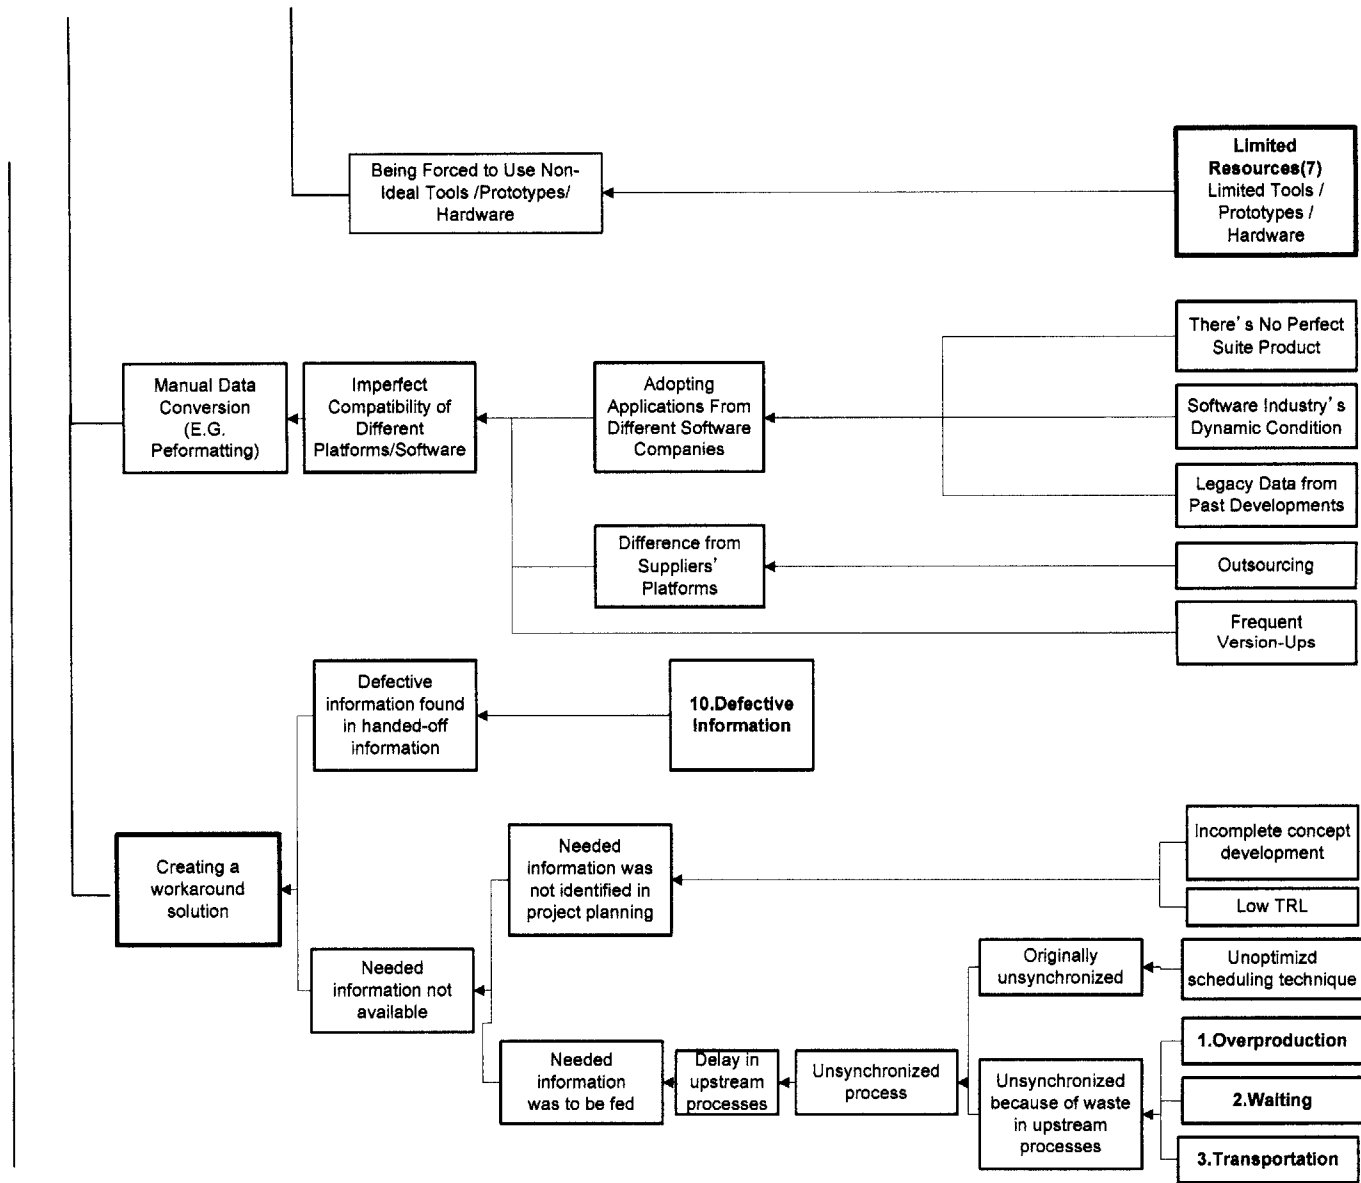 Being Forced to Use Non-
Ideal Tools /Prototypes/
Hardware
Limited
Resources(7)
Limited Tools /
Prototypes /
Hardware
There's No Perfect
Suite Product
Manual Data
Conversion
(E.G.
Peformatting)
Imperfect
Compatibility of
Different
Platforms/Software
Adopting
Applications From
Different Software
Companies
Software Industry's
Dynamic Condition
Legacy Data from
Past Developments
Difference from
Suppliers'
Platforms
Outsourcing
Frequent
Version-Ups
Defective
information found
in handed-off
information
10.Defective
Information
Creating a
workaround
solution
Needed
information was
not identified in
project planning
Incomplete concept
development
Low TRL
Needed
information not
available
Originally
unsynchronized
Unoptimizd
scheduling technique
Needed
information
was to be fed
Delay in
upstream
processes
Unsynchronized
process
Unsynchronized
because of waste
in upstream
processes
1.Overproduction
2.Waiting
3.Transportation